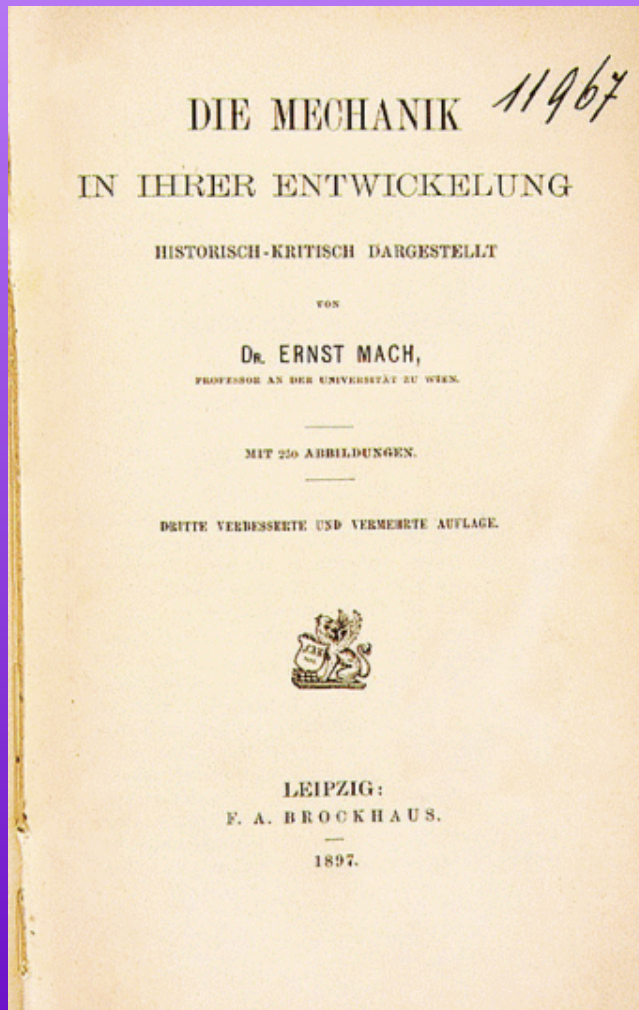 11967
DIE MECHANIK
IN IHRER ENTWICKELUNG
HISTORISCH-KRITISCH DARGESTELLT
VON
DR. ERNST MACH,
PROFESSOR AN DER UNIVERSITÄT ZU WIEN.
MIT 250 ABBILDUNGEN.
DRITTE VERBESSERTE UND VERMEHRTE AUFLAGE.
LEIPZIG:
F. A. BROCKHAUS.
1897.